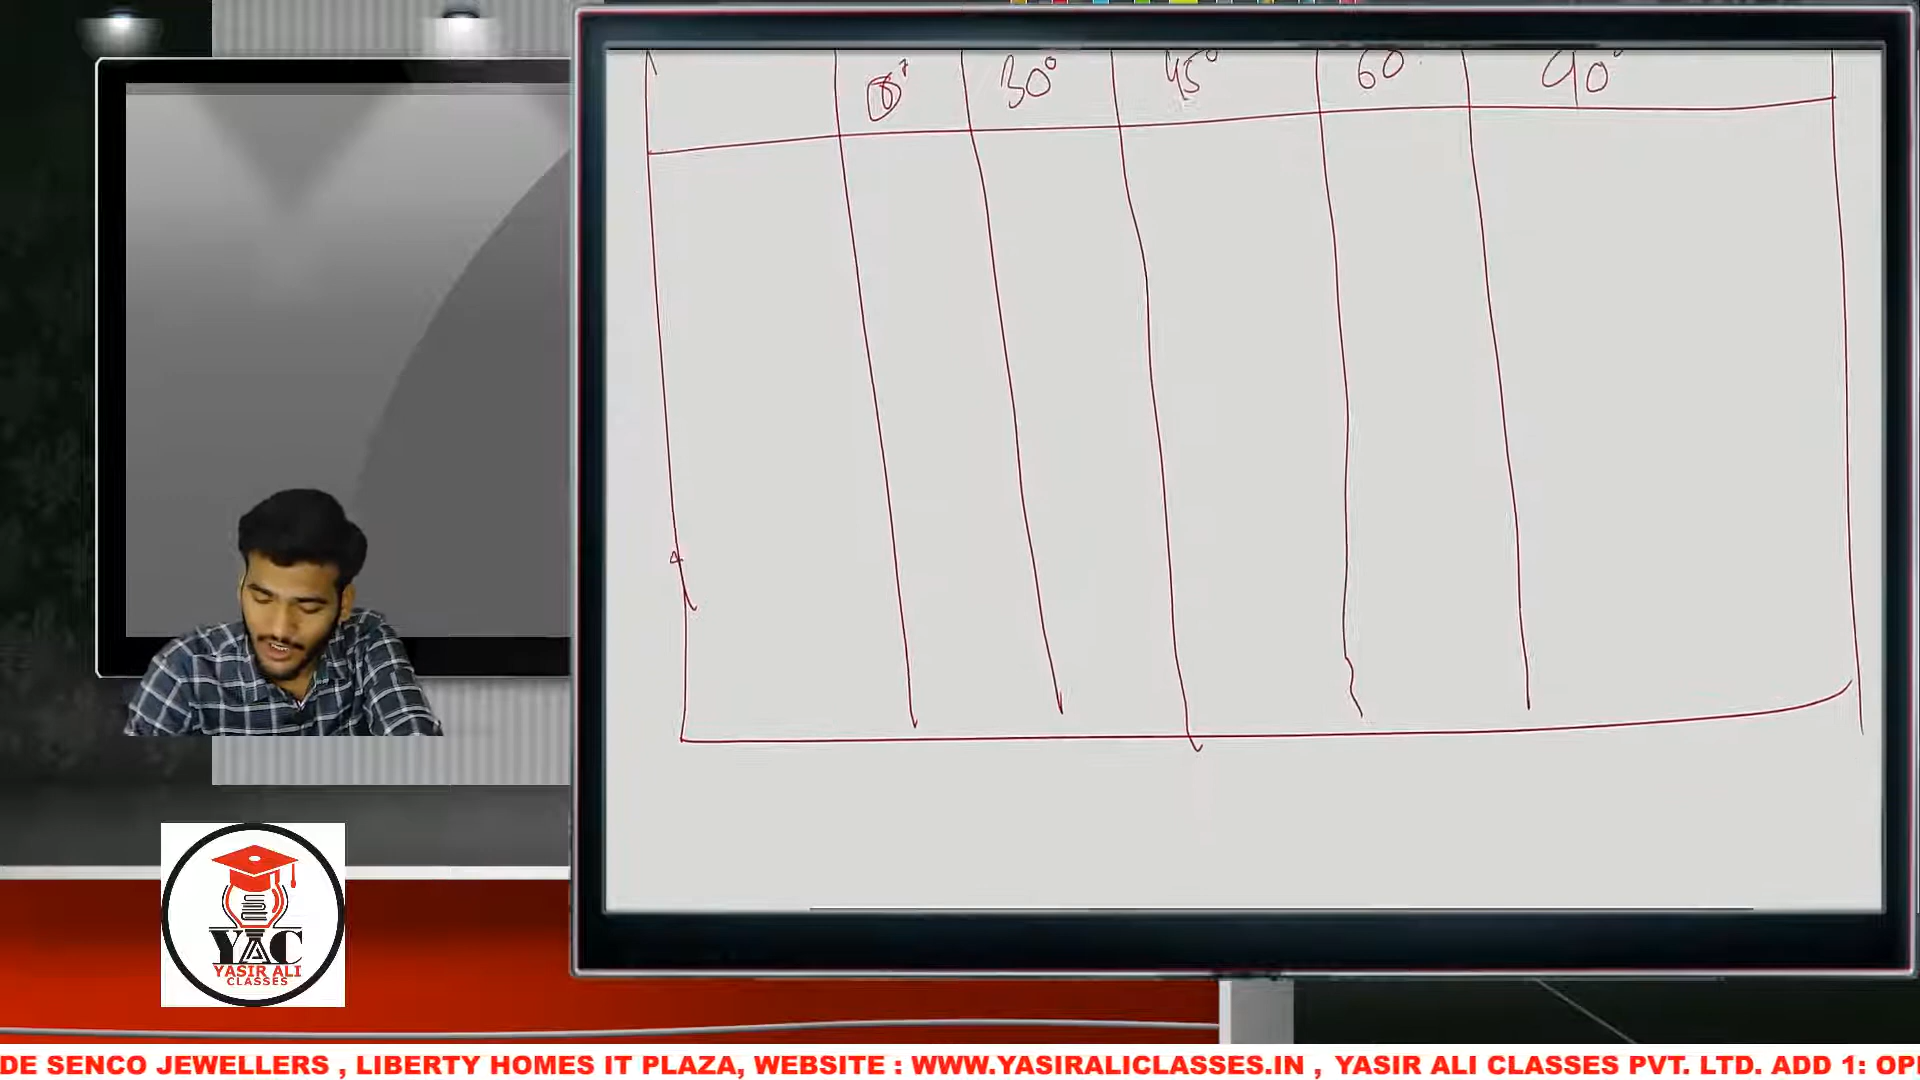 0° 30° 45° 60 90°
YAC
YASIR ALI
CLASSES
DE SENCO JEWELLERS , LIBERTY HOMES IT PLAZA, WEBSITE : WWW.YASIRALICLASSES.IN , YASIR ALI CLASSES PVT. LTD. ADD 1: OP